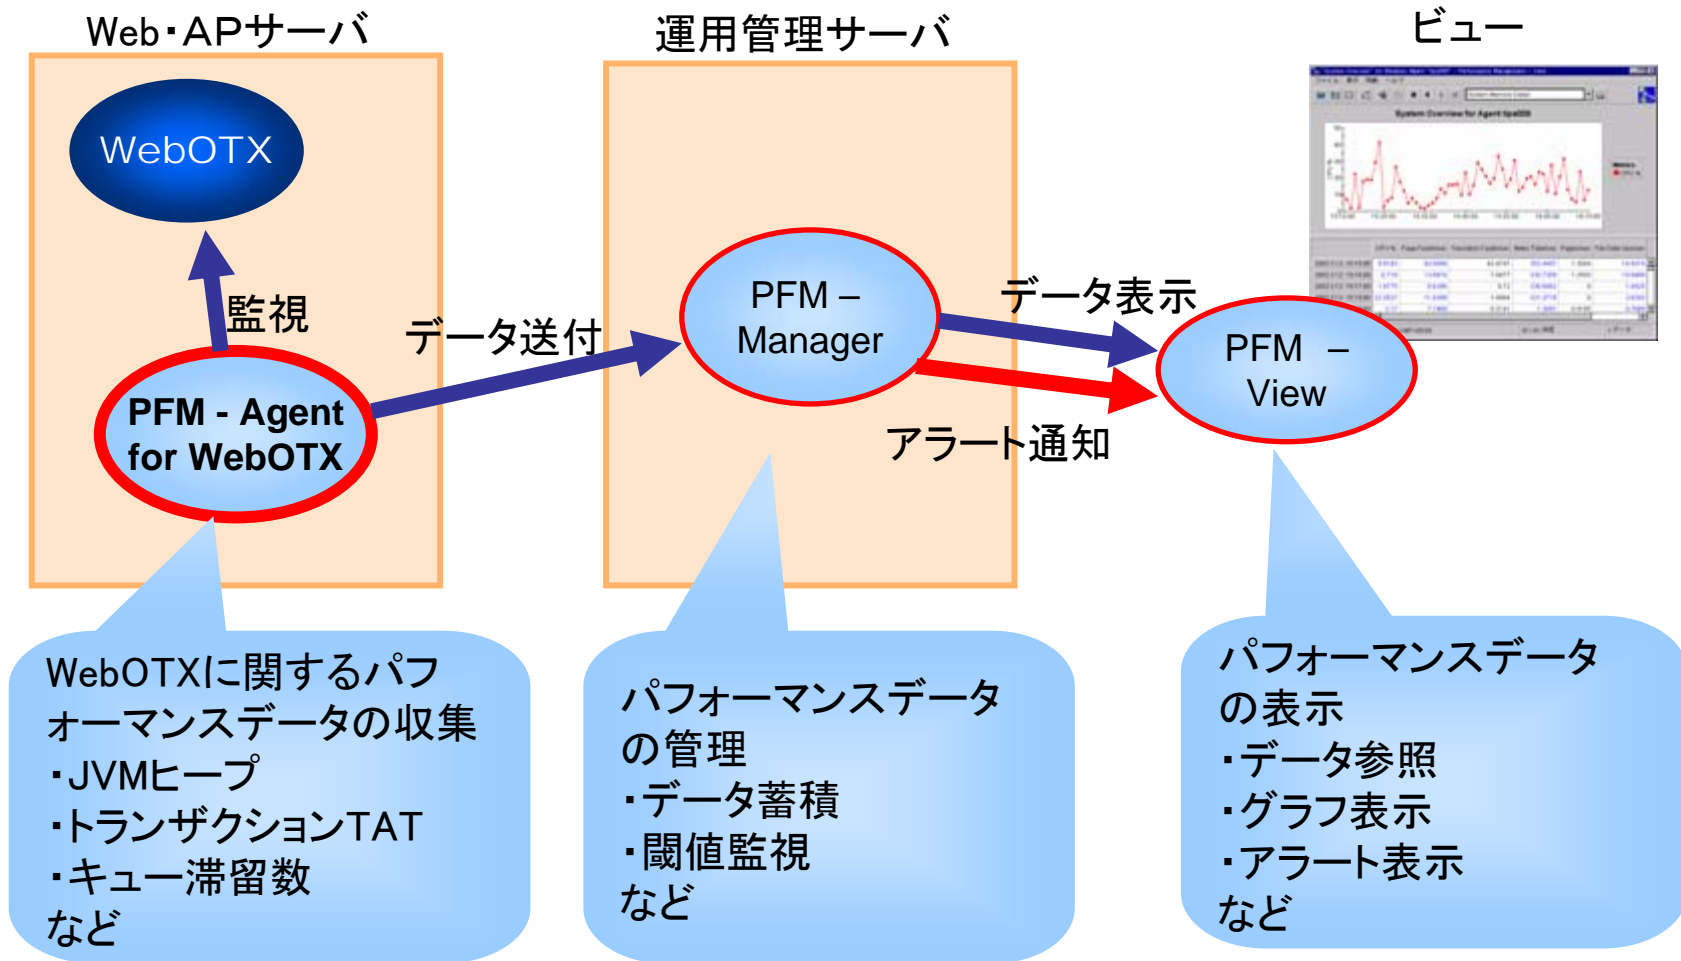 Web・APサーバ
運用管理サーバ
ビュー
WebOTX
System Overview for Agent
監視
データ送付
PFM - Agent
for WebOTX
PFM –
Manager
データ表示
アラート通知
PFM –
View
WebOTXに関するパフ
ォーマンスデータの収集
・JVMヒープ
・トランザクションTAT
・キュー滞留数
など
パフォーマンスデータ
の管理
・データ蓄積
・閾値監視
など
パフォーマンスデータ
の表示
・データ参照
・グラフ表示
・アラート表示
など